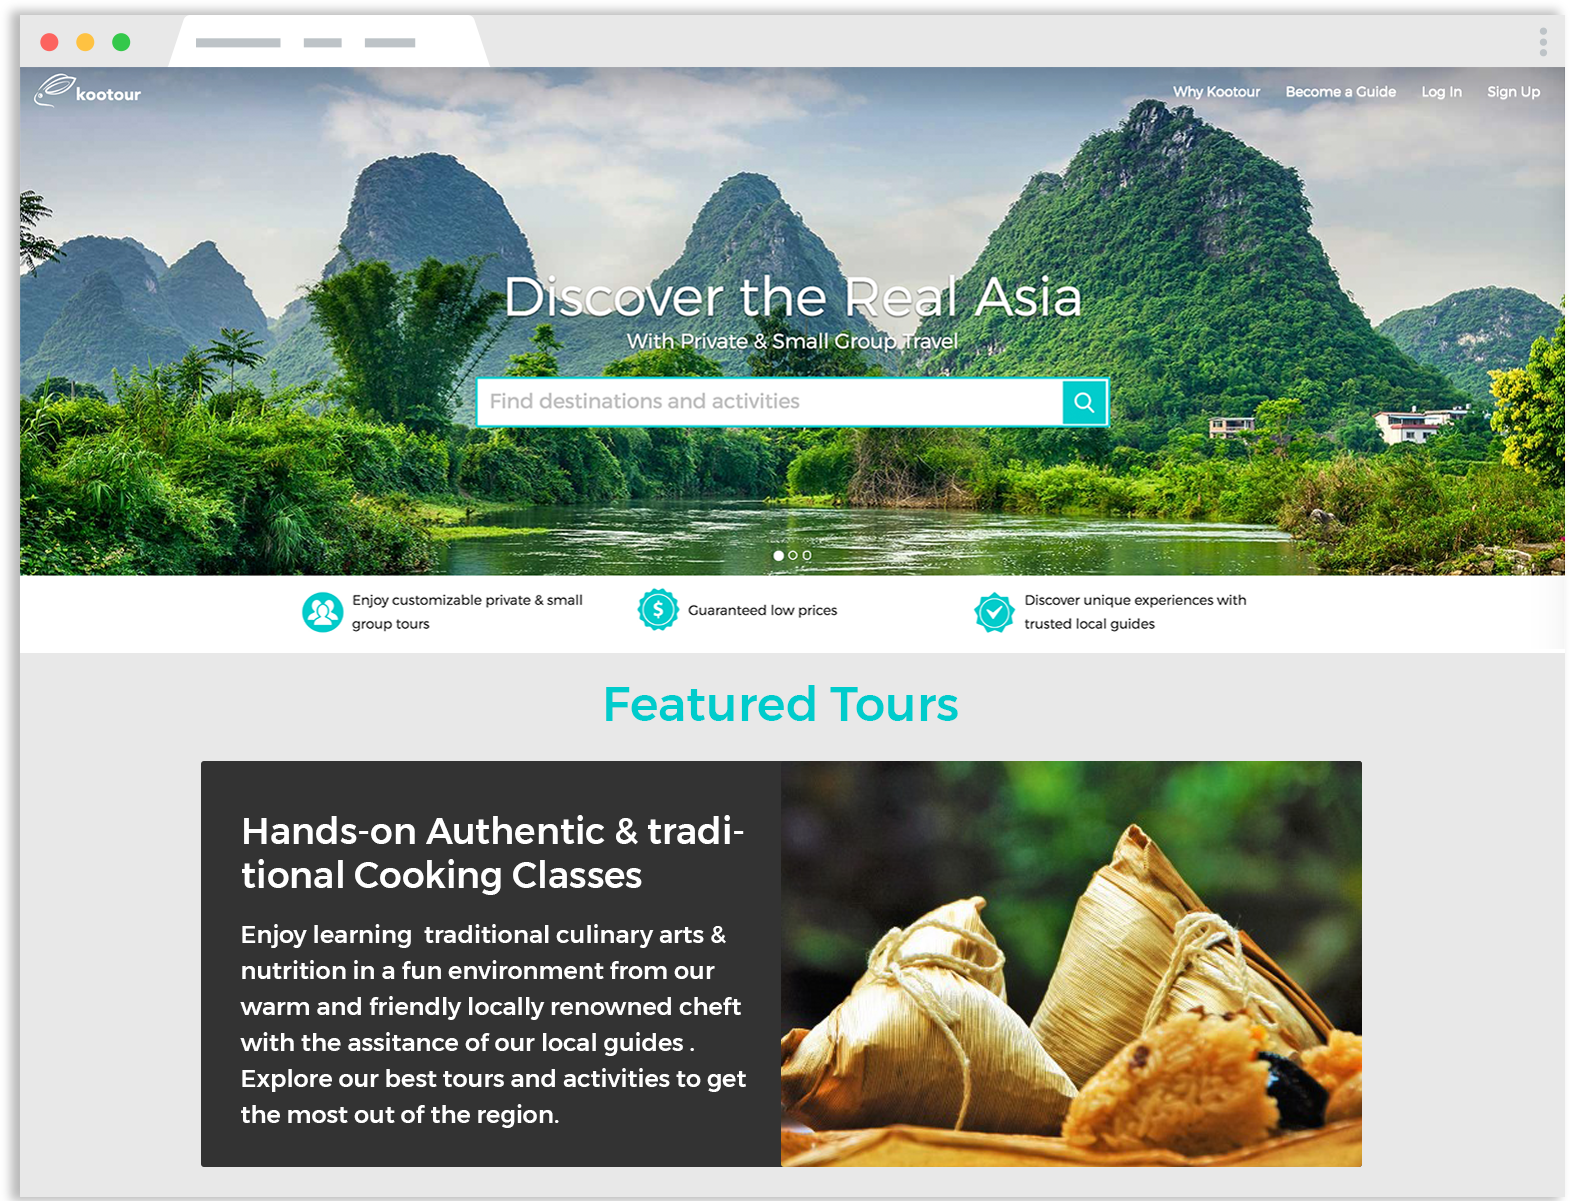 kootour
Why Kootour
Become a Guide
Log In
Sign Up
Discover the Real Asia
With Private & Small Group Travel
Find destinations and activities
Enjoy customizable private & small
group tours
$
Guaranteed low prices
Discover unique experiences with
trusted local guides
Featured Tours
Hands-on Authentic & tradi-
tional Cooking Classes
Enjoy learning  traditional culinary arts &
nutrition in a fun environment from our
warm and friendly locally renowned cheft
with the assitance of our local guides .
Explore our best tours and activities to get
the most out of the region.